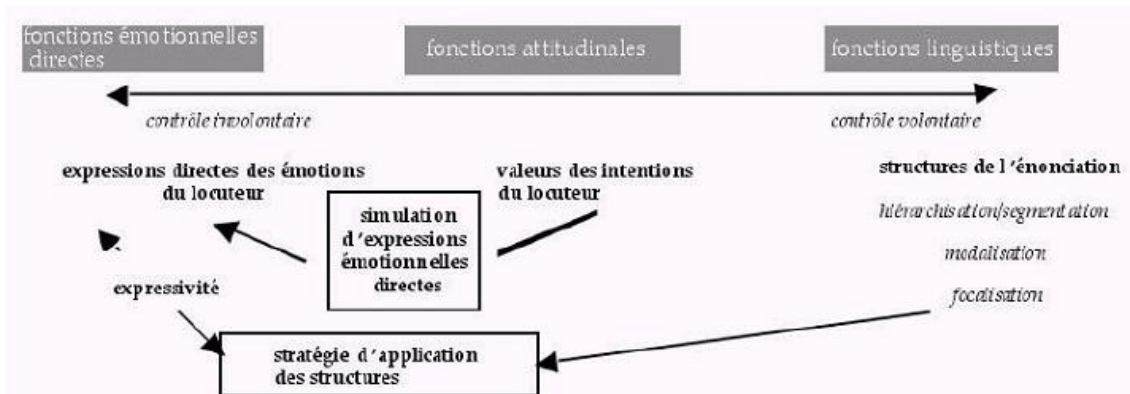 fonctions émotionnelles
directes
fonctions attitudinales
fonctions linguistiques
contrôle involontaire
contrôle volontaire
expressions directes des émotions
du locuteur
valeurs des intentions
du locuteur
structures de l'énonciation
simulation
d'expressions
émotionnelles
directes
hiérarchisation/segmentation
modalisation
focalisation
expressivité
stratégie d'application
des structures